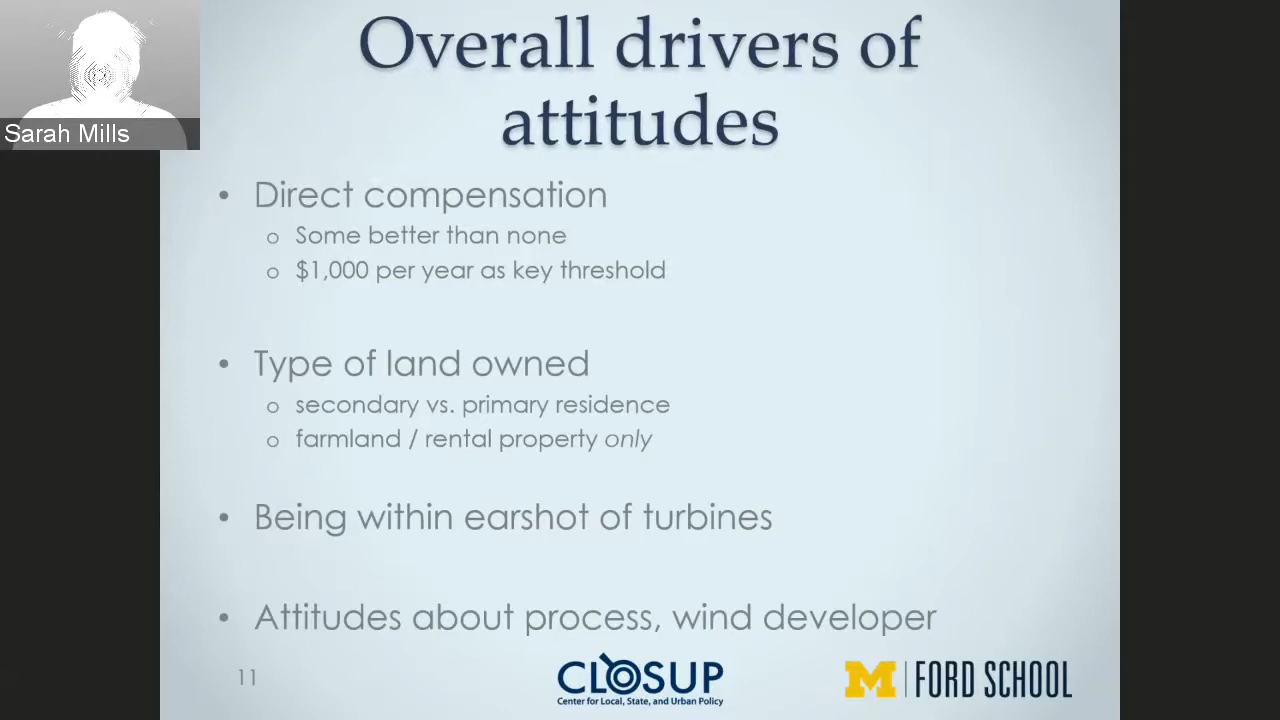 Sarah Mills
Overall drivers of
attitudes
• Direct compensation
o Some better than none
o $1,000 per year as key threshold
• Type of land owned
o secondary vs. primary residence
o farmland / rental property only
• Being within earshot of turbines
• Attitudes about process, wind developer
11
CLOSUP
Center for Local, State, and Urban Policy
M | FORD SCHOOL